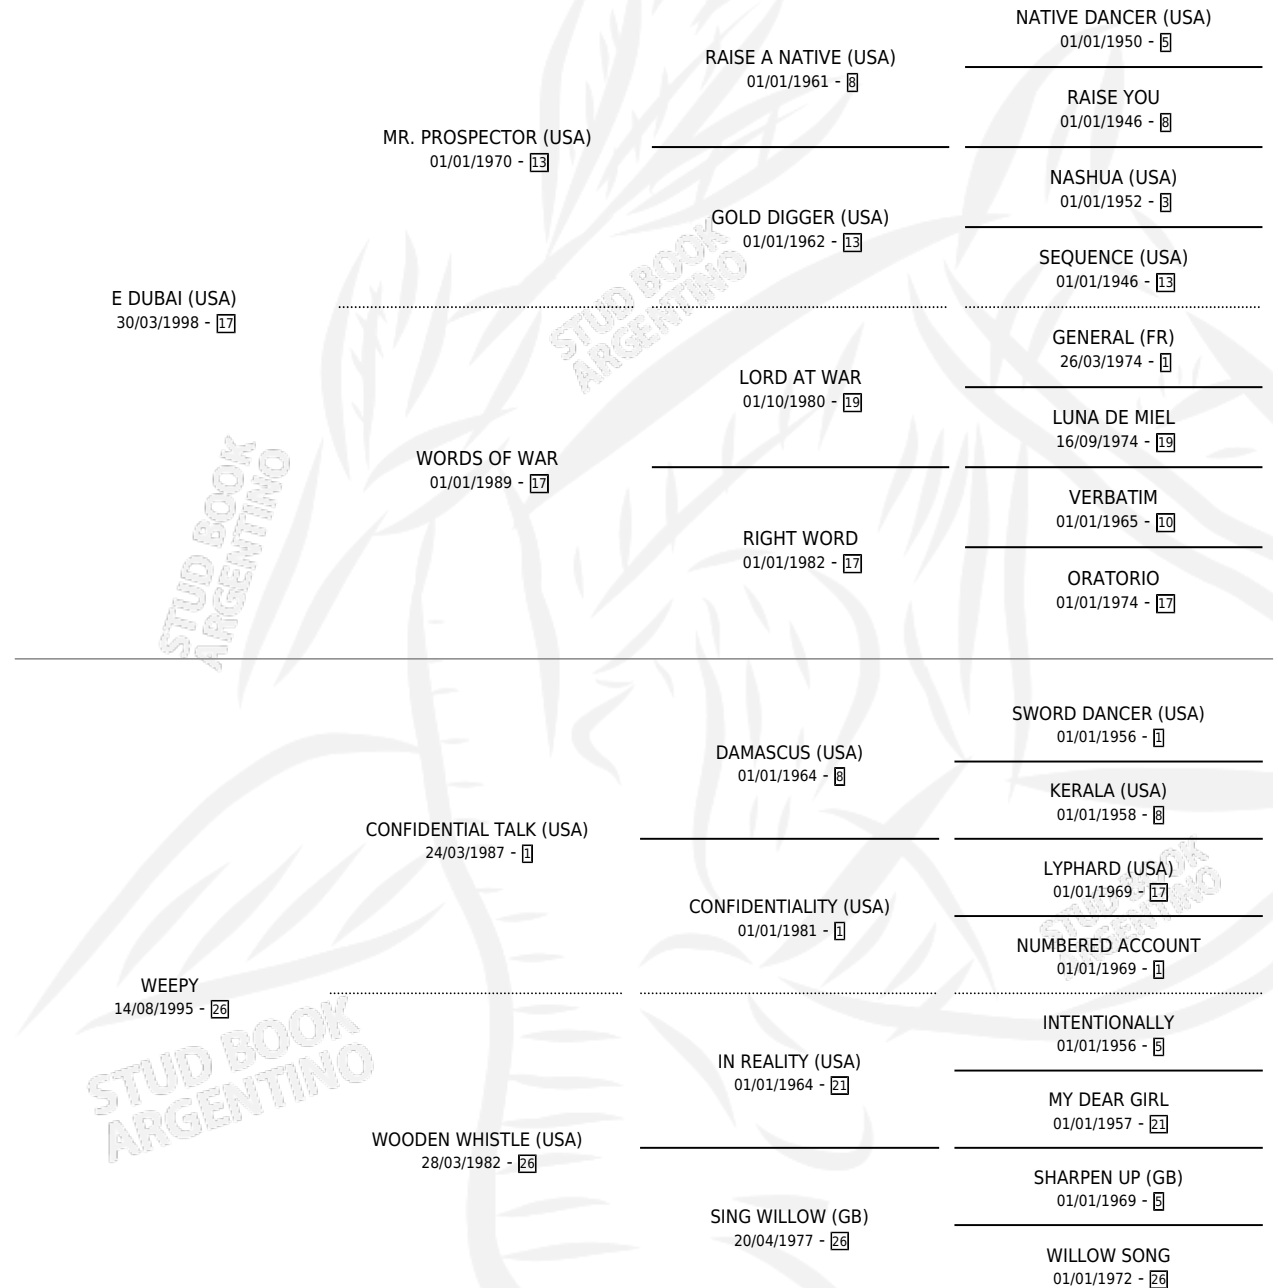 NATIVE DANCER (USA)
01/01/1950 - 5
RAISE A NATIVE (USA)
01/01/1961 - 8
RAISE YOU
01/01/1946 - 8
MR. PROSPECTOR (USA)
01/01/1970 - 13
NASHUA (USA)
01/01/1952 - 3
GOLD DIGGER (USA)
01/01/1962 - 13
SEQUENCE (USA)
01/01/1946 - 13
E DUBAI (USA)
30/03/1998 - 17
GENERAL (FR)
26/03/1974 - 1
LORD AT WAR
01/10/1980 - 19
LUNA DE MIEL
16/09/1974 - 19
WORDS OF WAR
01/01/1989 - 17
VERBATIM
01/01/1965 - 10
RIGHT WORD
01/01/1982 - 17
ORATORIO
01/01/1974 - 17
SWORD DANCER (USA)
01/01/1956 - 1
DAMASCUS (USA)
01/01/1964 - 8
KERALA (USA)
01/01/1958 - 8
CONFIDENTIAL TALK (USA)
24/03/1987 - 1
LYPHARD (USA)
01/01/1969 - 17
CONFIDENTIALITY (USA)
01/01/1981 - 1
NUMBERED ACCOUNT
01/01/1969 - 1
WEEPY
14/08/1995 - 26
INTENTIONALLY
01/01/1956 - 5
IN REALITY (USA)
01/01/1964 - 21
MY DEAR GIRL
01/01/1957 - 21
WOODEN WHISTLE (USA)
28/03/1982 - 26
SHARPEN UP (GB)
01/01/1969 - 5
SING WILLOW (GB)
20/04/1977 - 26
WILLOW SONG
01/01/1972 - 26
STUD BOOK
ARGENTINO
STUD BOOK
ARGENTINO
STUD BOOK
ARGENTINO
STUD BOOK
ARGENTINO